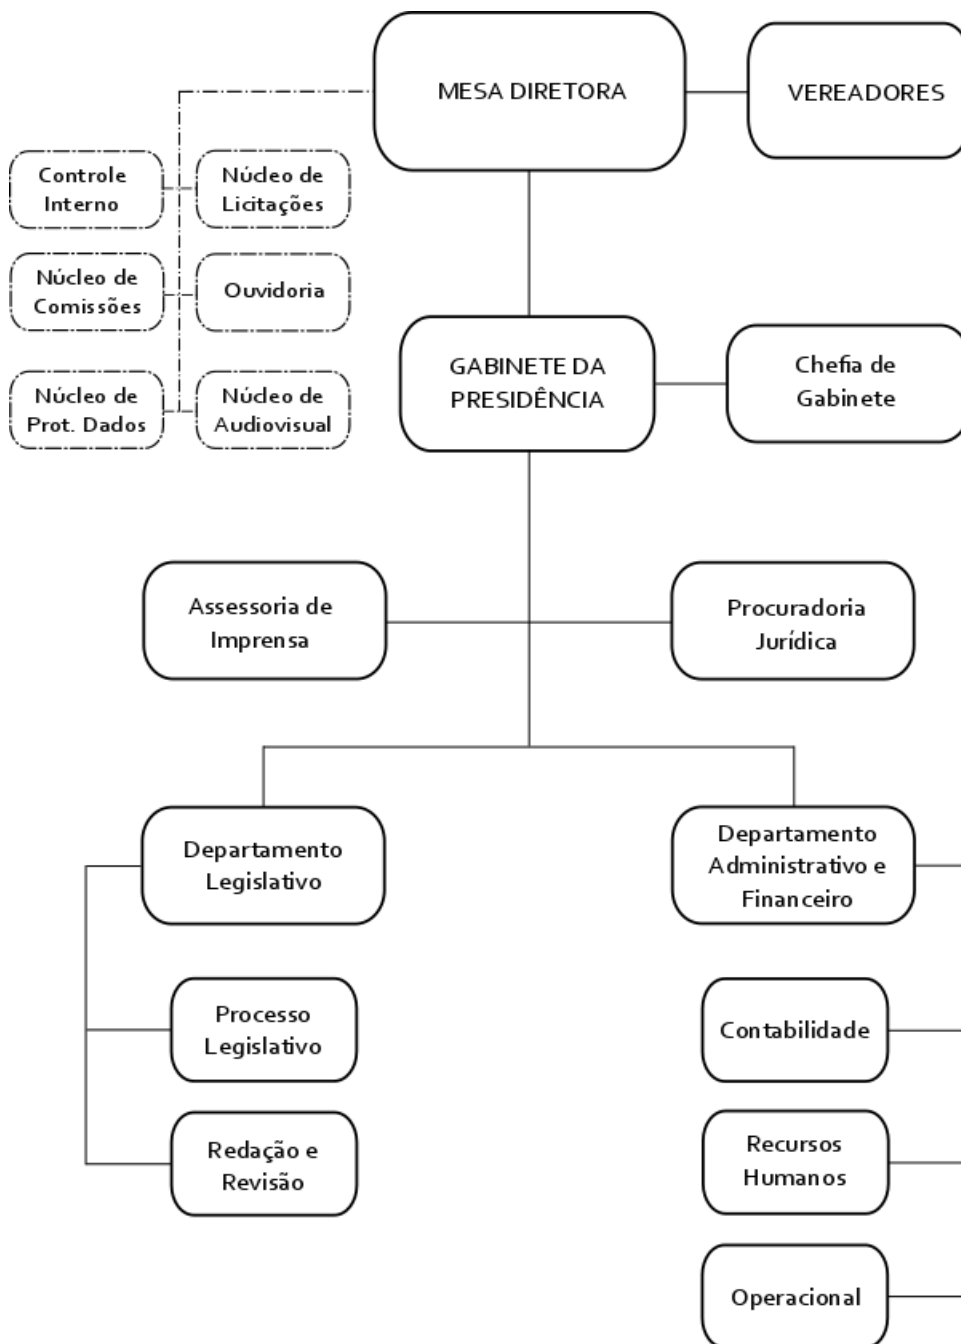 MESA DIRETORA
VEREADORES
Controle
Interno
Núcleo de
Licitações
Núcleo de
Comissões
Ouvidoria
Núcleo de
Prot. Dados
Núcleo de
Audiovisual
GABINETE DA
PRESIDÊNCIA
Chefia de
Gabinete
Assessoria de
Imprensa
Procuradoria
Jurídica
Departamento
Legislativo
Departamento
Administrativo e
Financeiro
Processo
Legislativo
Contabilidade
Redação e
Revisão
Recursos
Humanos
Operacional